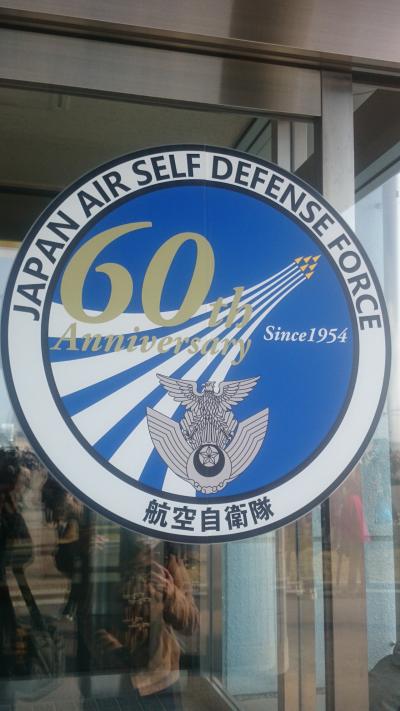 JAPAN AIR SELF DEFENSE FORCE
60th
Anniversary
Since1954
航空自衛隊